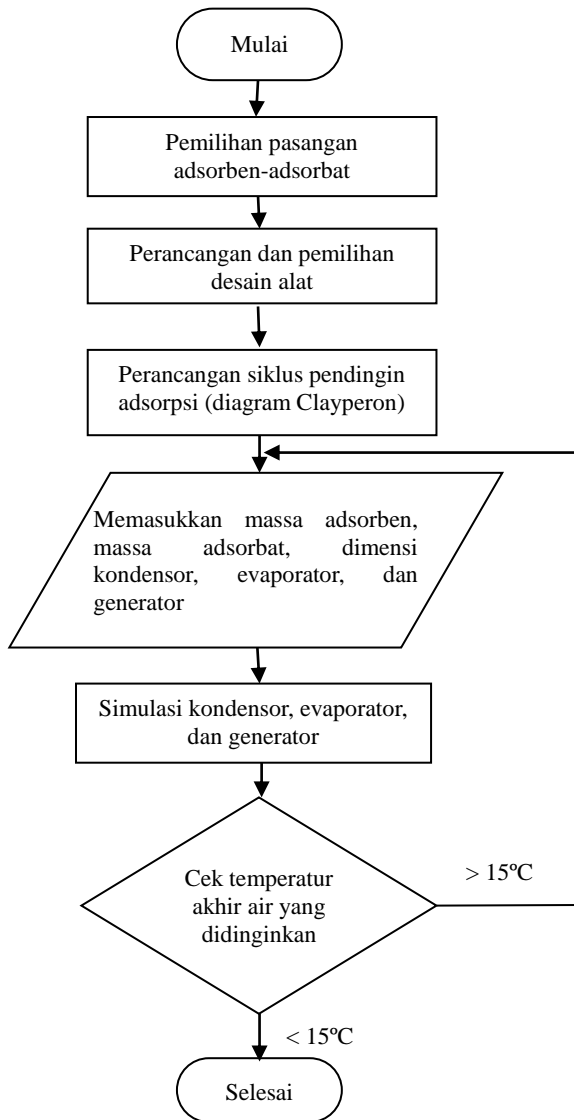 Mulai
Pemilihan pasangan
adsorben-adsorbat
Perancangan dan pemilihan
desain alat
Perancangan siklus pendingin
adsorpsi (diagram Clayperon)
Memasukkan massa adsorben,
massa adsorbat, dimensi
kondensor, evaporator, dan
generator
Simulasi kondensor, evaporator,
dan generator
Cek temperatur
akhir air yang
didinginkan
> 15ºC
< 15ºC
Selesai